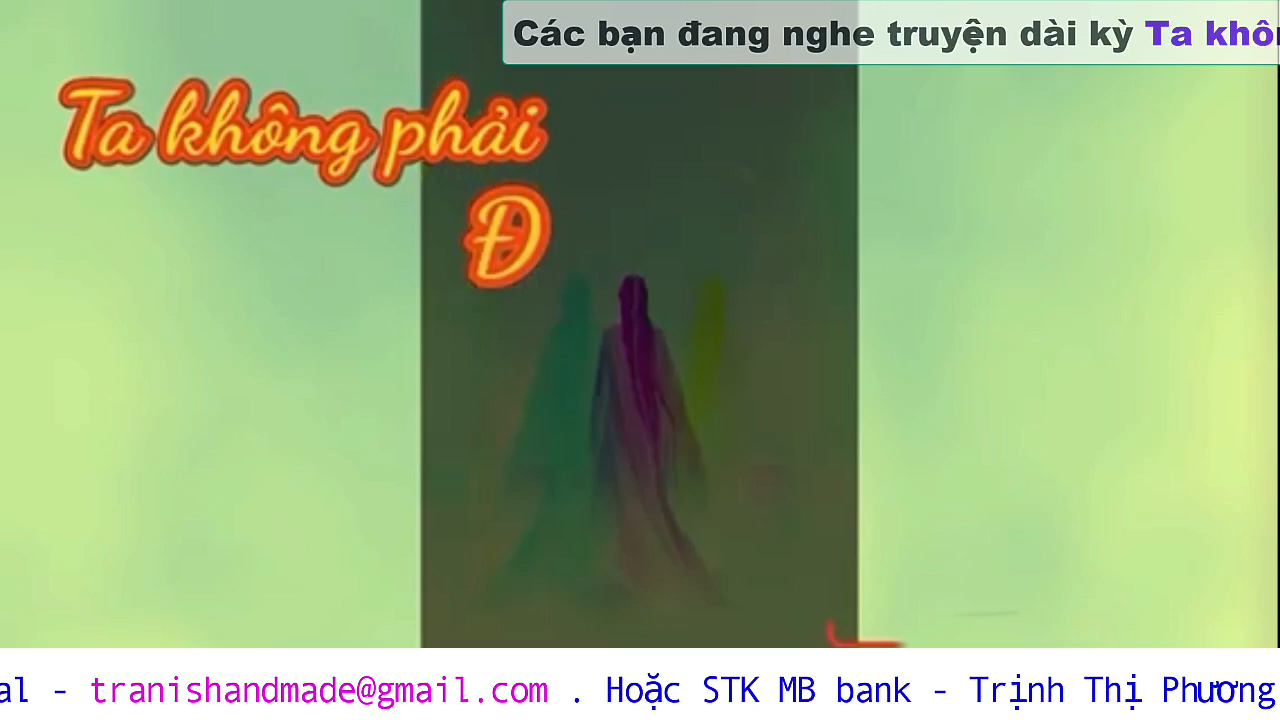 Các bạn đang nghe truyện dài kỳ Ta khôn
Ta không phải
Đ
al - tranishandmade@gmail.com . Hoặc STK MB bank - Trịnh Thị Phương